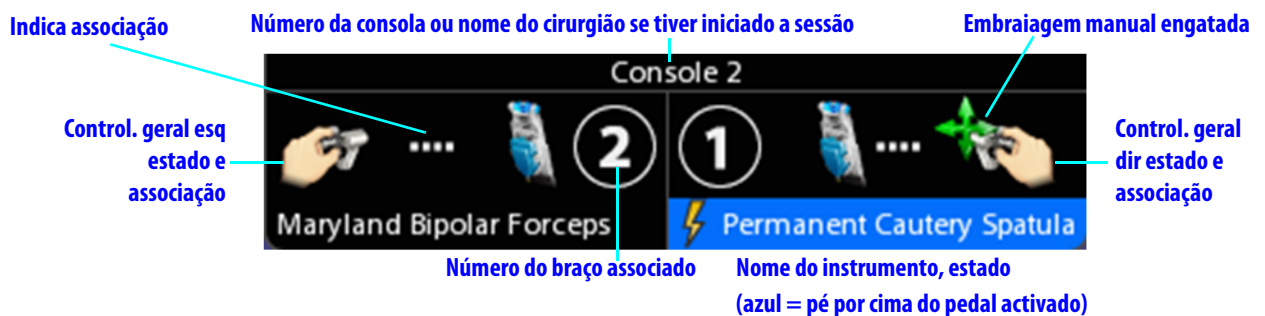 Indica associação
Número da consola ou nome do cirurgião se tiver iniciado a sessão
Embraiagem manual engatada
Console 2
Control. geral esq
estado e
associação
2
1
Control. geral
dir estado e
associação
Maryland Bipolar Forceps
Permanent Cautery Spatula
Número do braço associado
Nome do instrumento, estado
(azul = pé por cima do pedal activado)